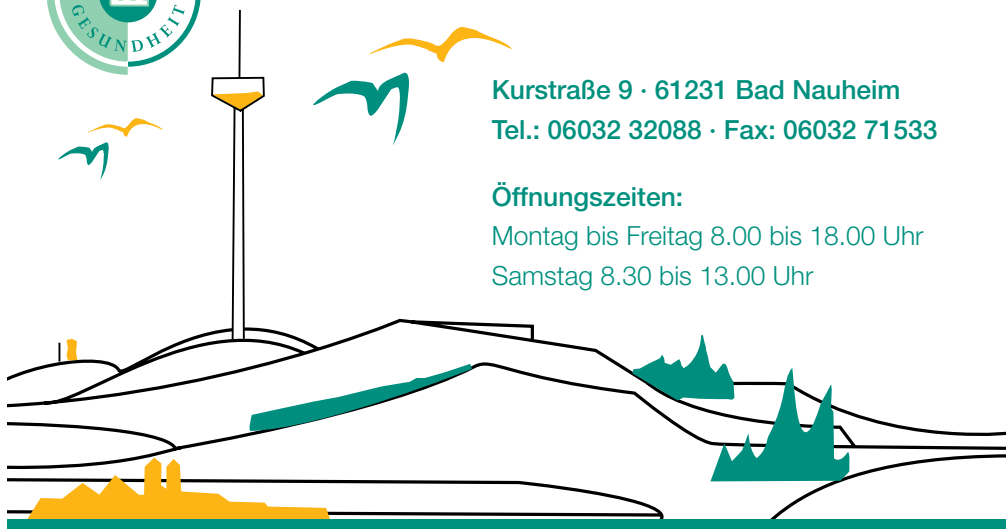 GESUNDHEIT
Kurstraße 9 · 61231 Bad Nauheim
Tel.: 06032 32088 · Fax: 06032 71533
Öffnungszeiten:
Montag bis Freitag 8.00 bis 18.00 Uhr
Samstag 8.30 bis 13.00 Uhr